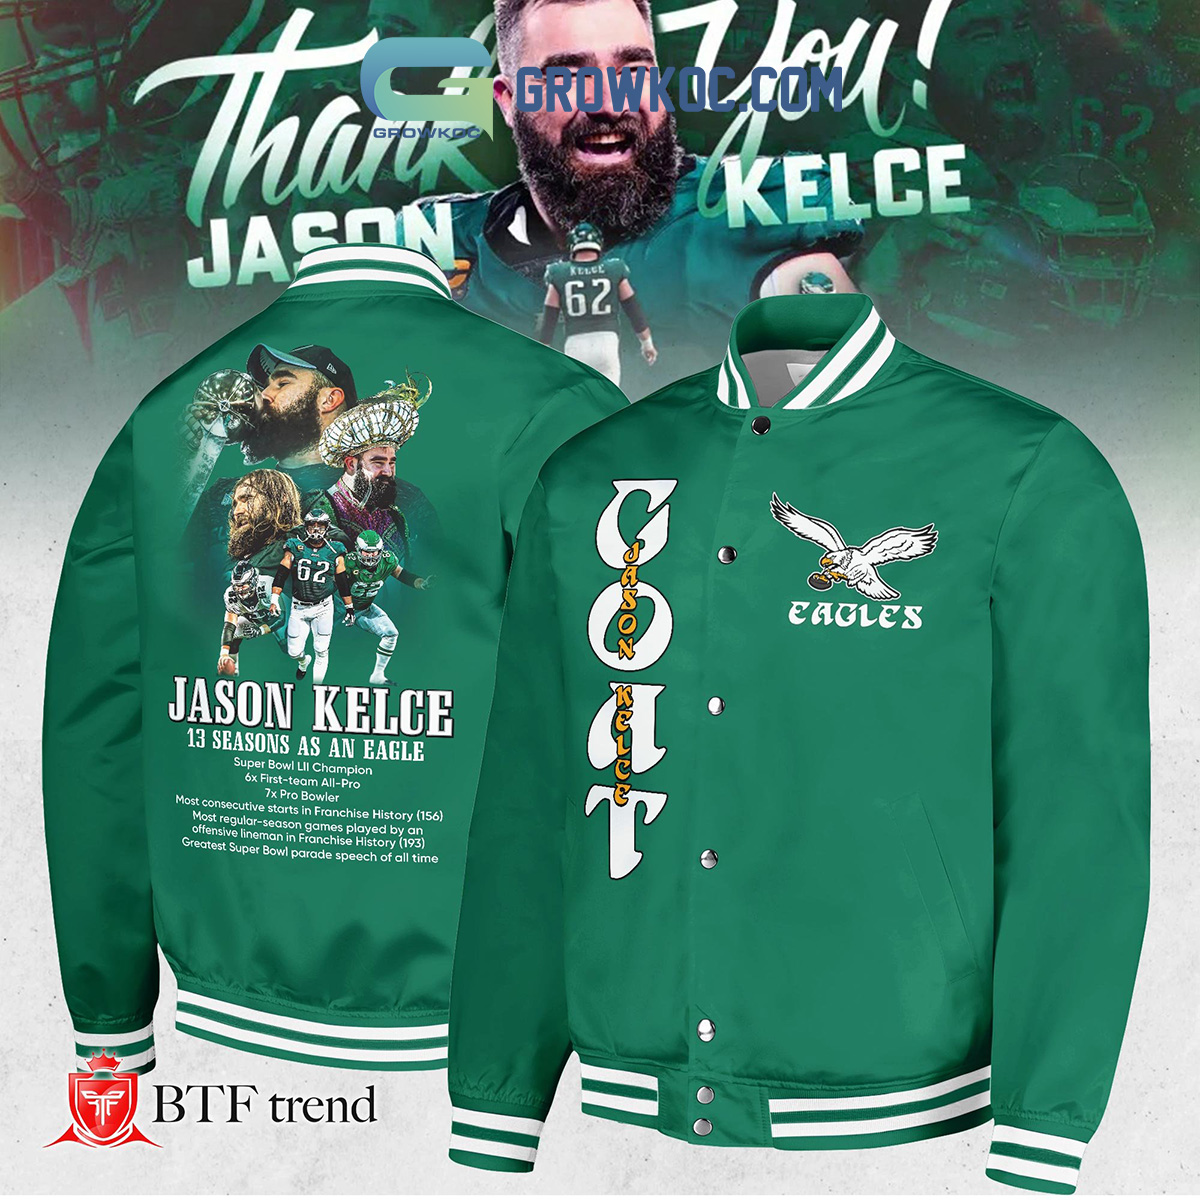 Thank You!
JASON KELCE
GROWKOC
GROWKOC.COM
KELCE
62
62
JASON KELCE
13 SEASONS AS AN EAGLE
Super Bowl LII Champion
6x First-team All-Pro
7x Pro Bowler
Most consecutive starts in Franchise History (156)
Most regular-season games played by an
offensive lineman in Franchise History (193)
Greatest Super Bowl parade speech of all time
GOAT
JASON KELCE
EAGLES
BTF trend